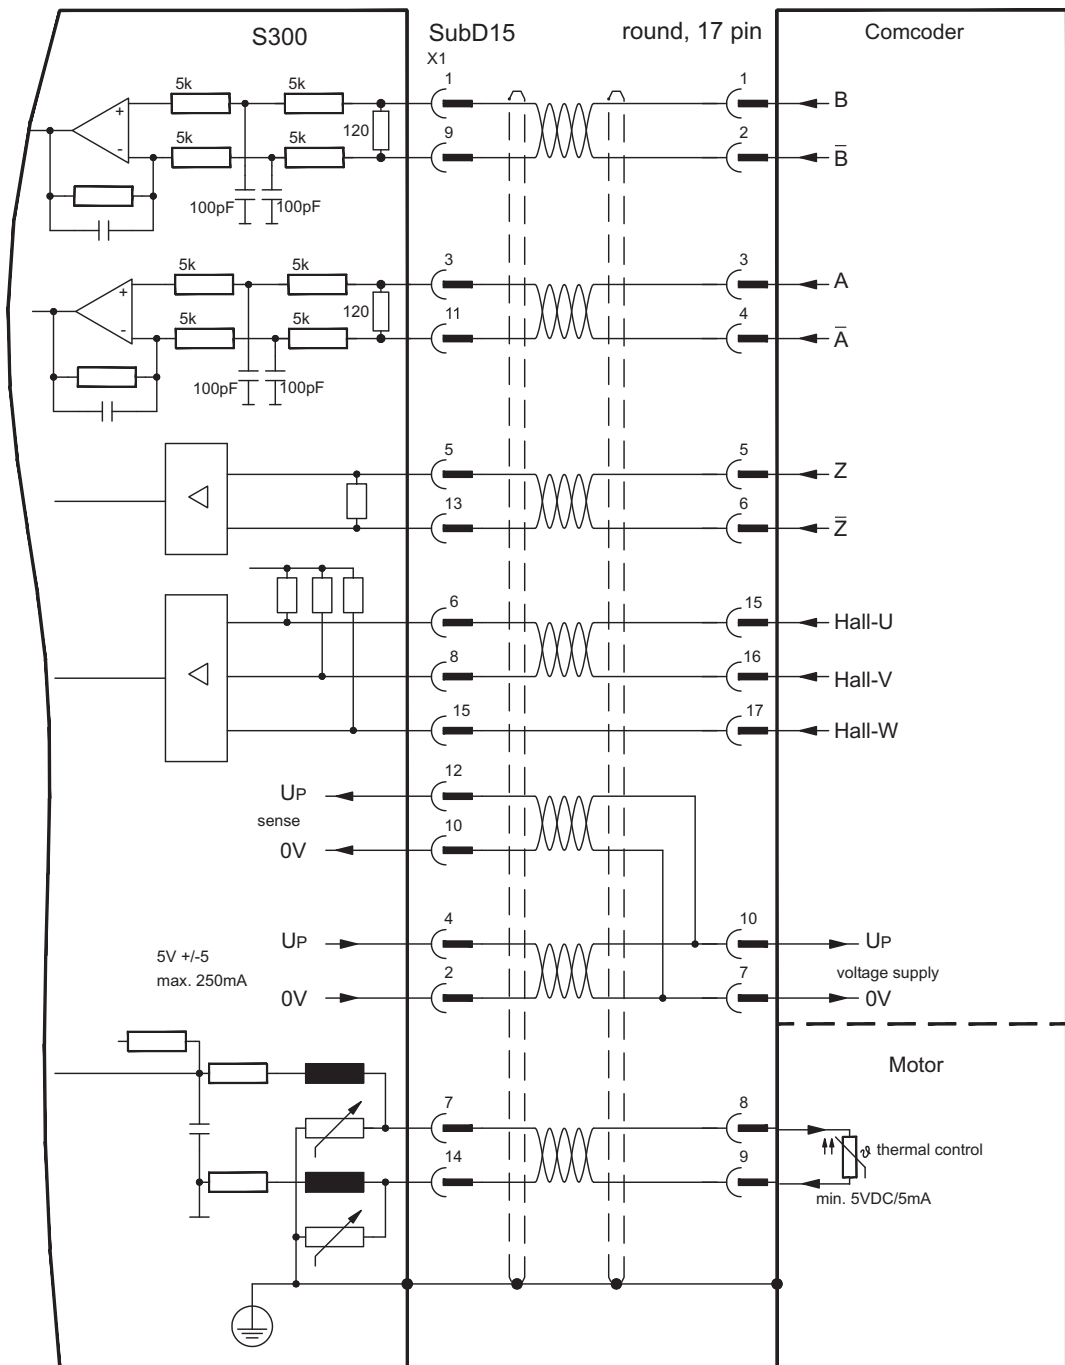 S300 SubD15 round, 17 pin Comcoder
X1
5k 5k 1 1 B
+
120
- 5k 5k 9 2 B̅
100pF 100pF
5k 5k 3 3 A
+
120
- 5k 5k 11 4 A̅
100pF 100pF
5 5 Z
13 6 Z̅
6 15 Hall-U
8 16 Hall-V
15 17 Hall-W
UP 12
sense
0V 10
UP 4 10 UP
5V +/-5
max. 250mA
voltage supply
0V 2 7 0V
Motor
7 8
ϑ thermal control
14 9
min. 5VDC/5mA